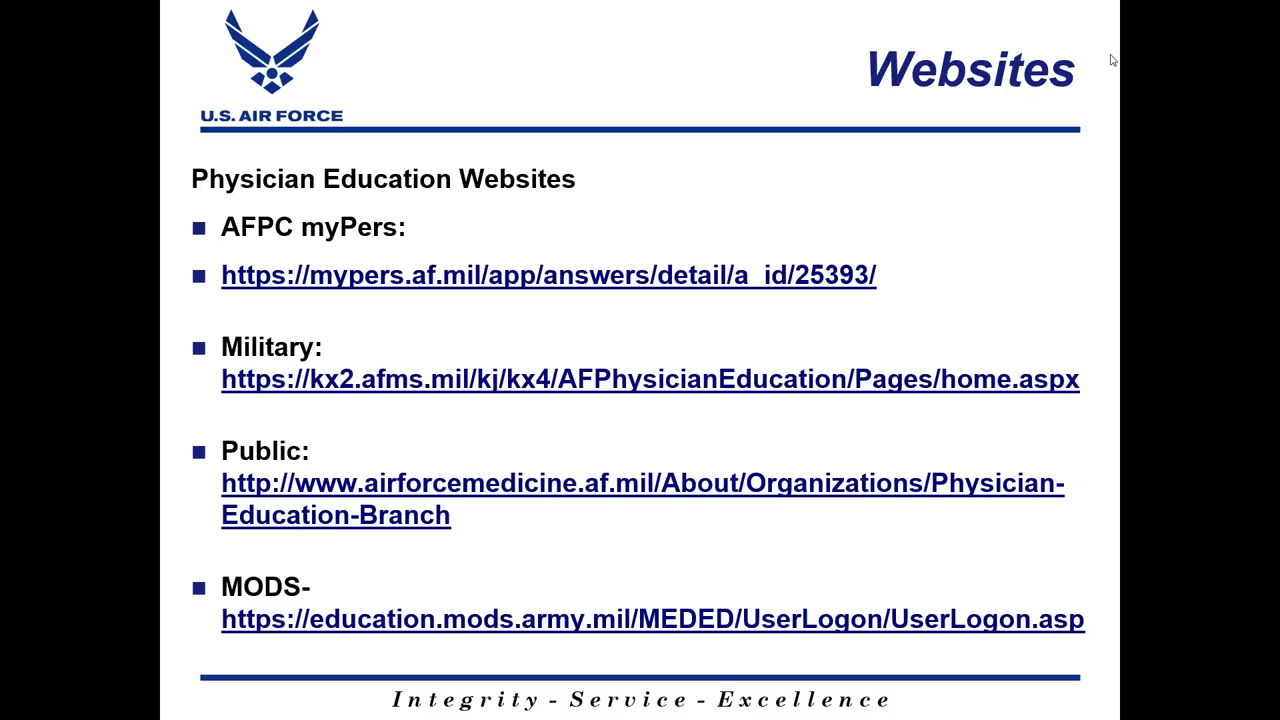 U.S. AIR FORCE
Websites
Physician Education Websites
AFPC myPers:
https://mypers.af.mil/app/answers/detail/a_id/25393/
Military:
https://kx2.afms.mil/kj/kx4/AFPhysicianEducation/Pages/home.aspx
Public:
http://www.airforcemedicine.af.mil/About/Organizations/Physician-
Education-Branch
MODS-
https://education.mods.army.mil/MEDED/UserLogon/UserLogon.asp
Integrity - Service - Excellence